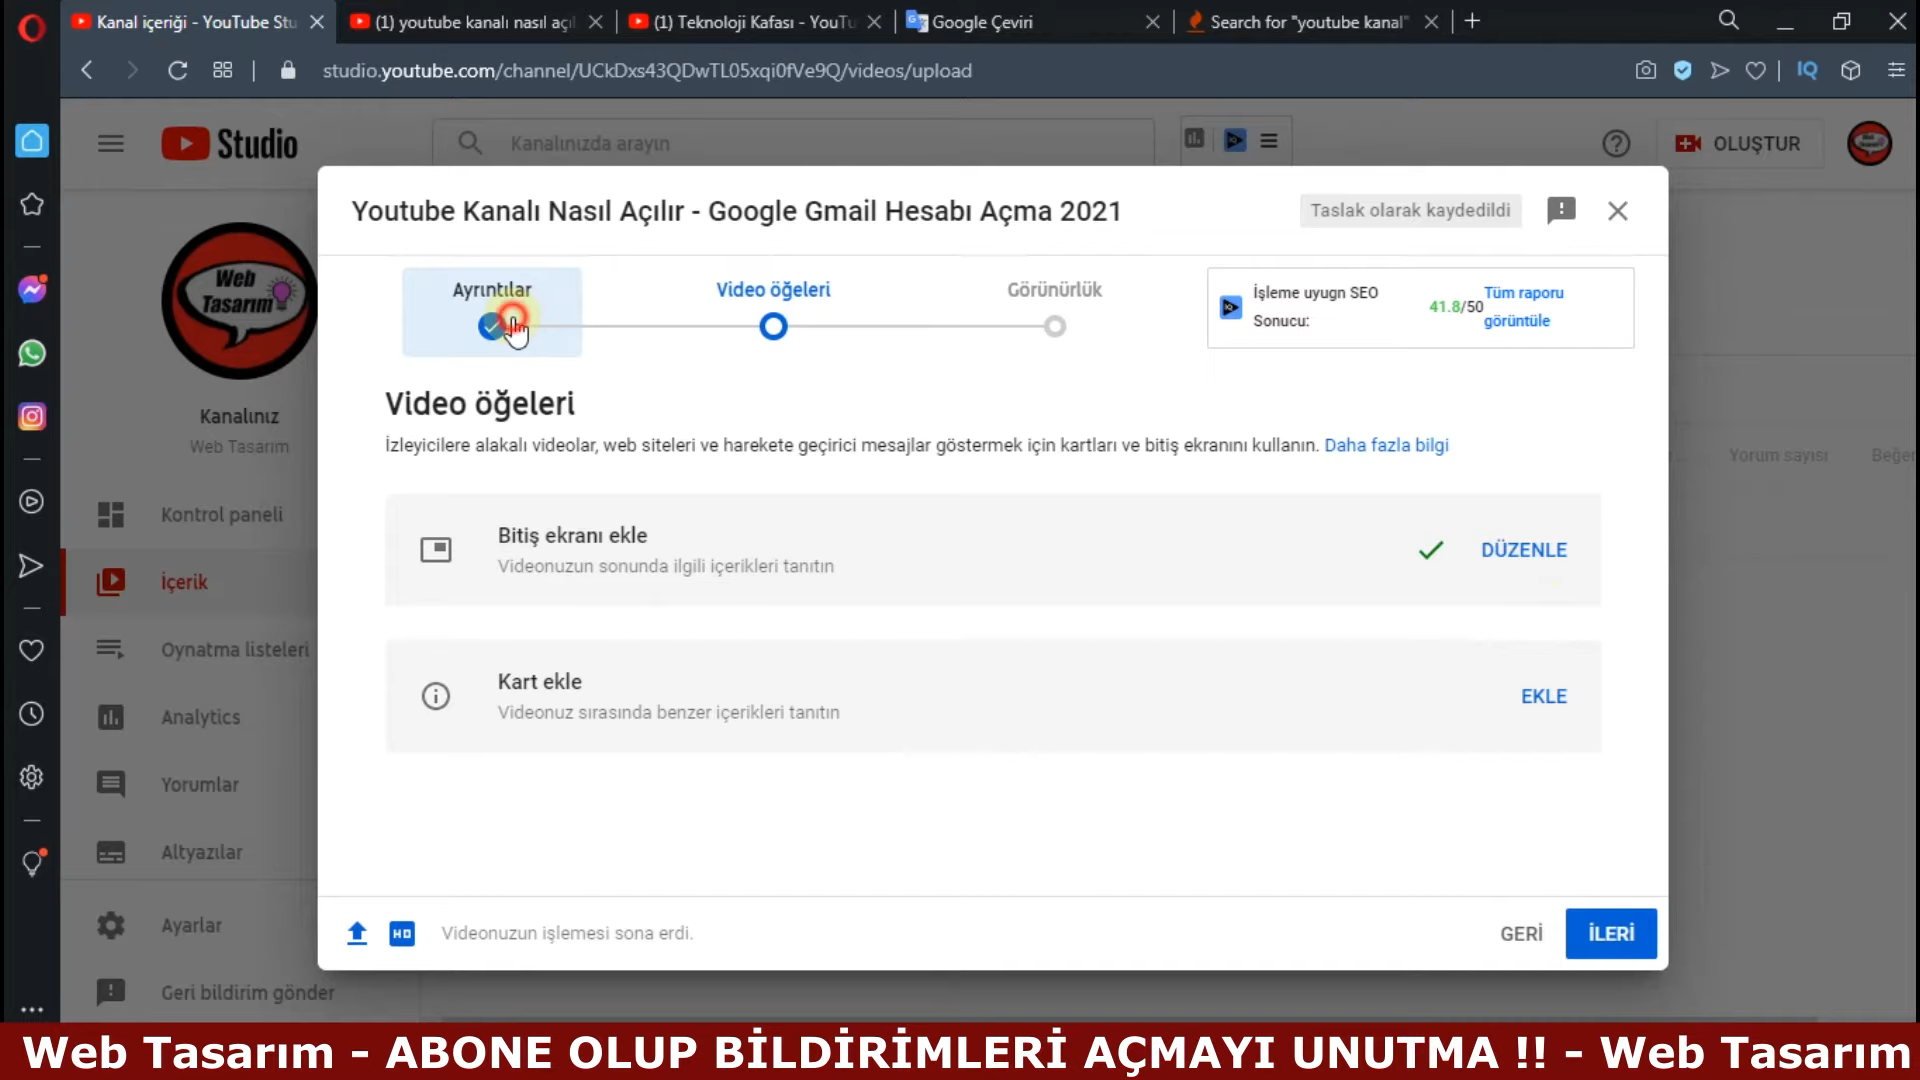 Kanal içeriği - YouTube Stu
(1) youtube kanalı nasıl açıl
(1) Teknoloji Kafası - YouTu
Google Çeviri
Search for "youtube kanal"
studio.youtube.com/channel/UCkDxs43QDwTL05xqi0fVe9Q/videos/upload
IQ
Studio
Kanalınızda arayın
OLUŞTUR
Youtube Kanalı Nasıl Açılır - Google Gmail Hesabı Açma 2021
Taslak olarak kaydedildi
Ayrıntılar
Video öğeleri
Görünürlük
İşleme uyugn SEO
Sonucu:
41.8/50
Tüm raporu
görüntüle
Web
Tasarım
Kanalınız
Web Tasarım
Video öğeleri
İzleyicilere alakalı videolar, web siteleri ve harekete geçirici mesajlar göstermek için kartları ve bitiş ekranını kullanın. Daha fazla bilgi
Yorum sayısı
Beğer
Kontrol paneli
İçerik
Oynatma listeleri
Analytics
Yorumlar
Altyazılar
Ayarlar
Geri bildirim gönder
Bitiş ekranı ekle
Videonuzun sonunda ilgili içerikleri tanıtın
DÜZENLE
Kart ekle
Videonuz sırasında benzer içerikleri tanıtın
EKLE
HD
Videonuzun işlemesi sona erdi.
GERİ
İLERİ
Web Tasarım - ABONE OLUP BİLDİRİMLERİ AÇMAYI UNUTMA !! - Web Tasarım